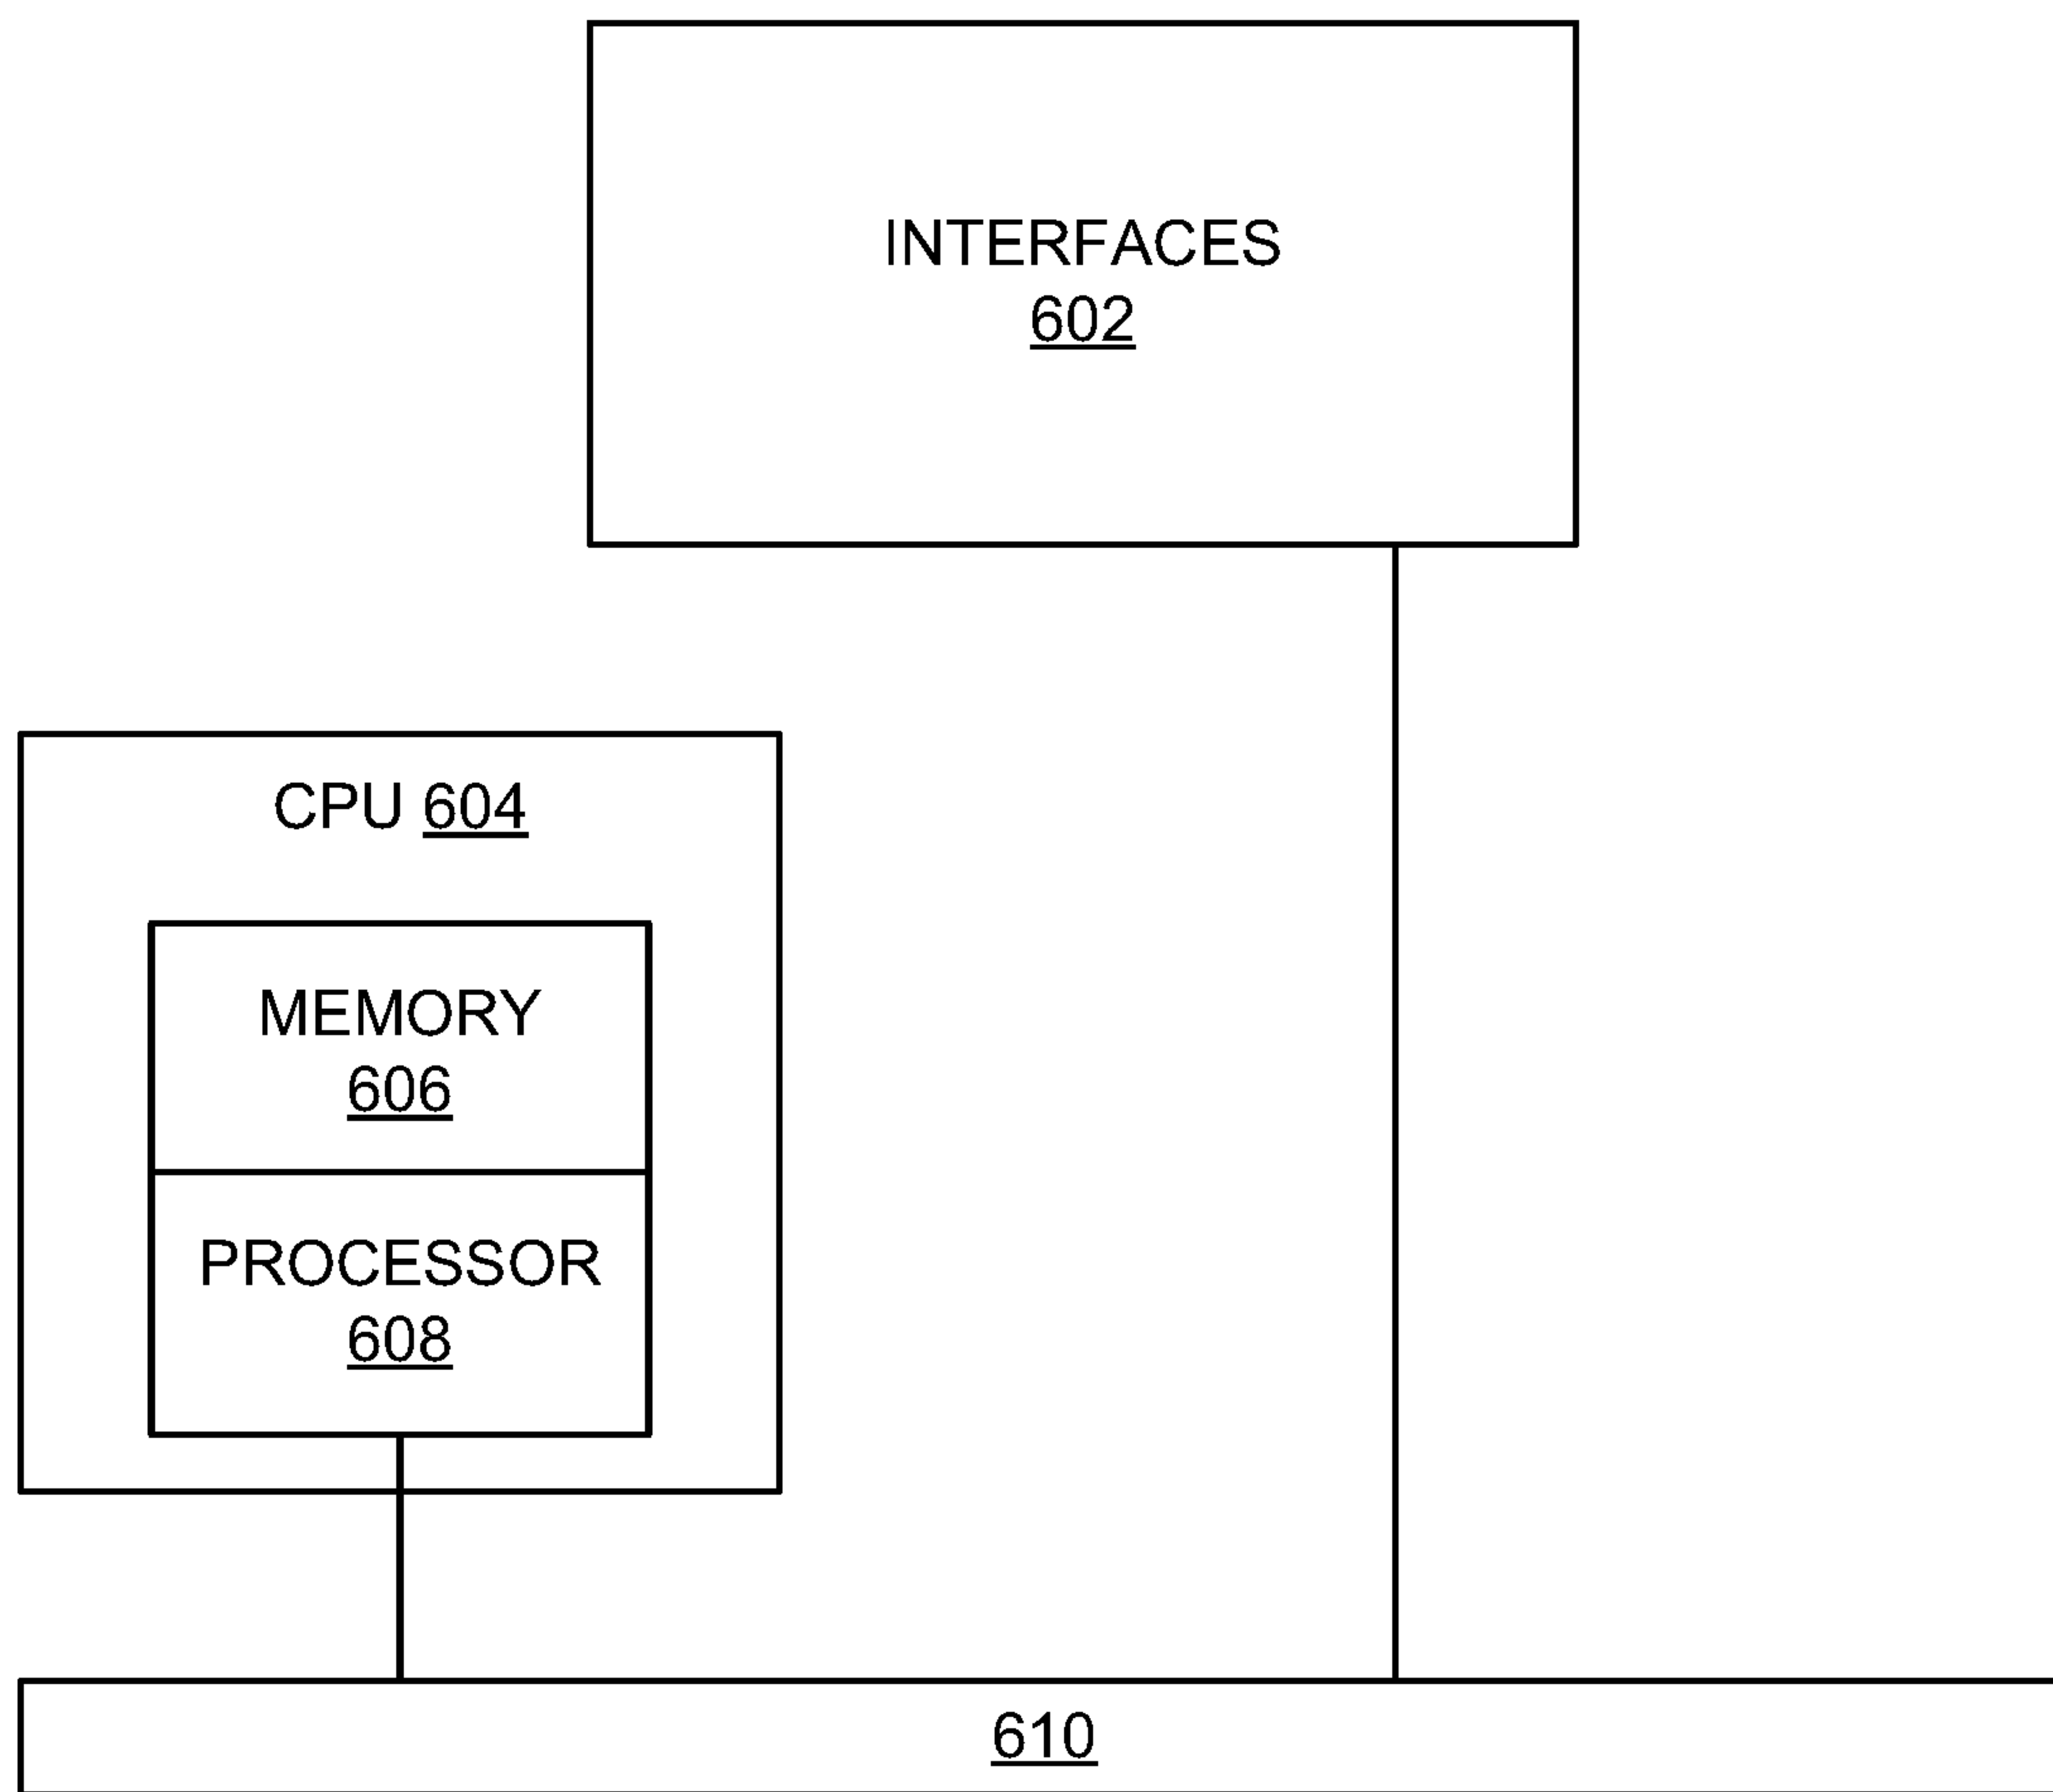 INTERFACES
602
CPU 604
MEMORY
606
PROCESSOR
608
610